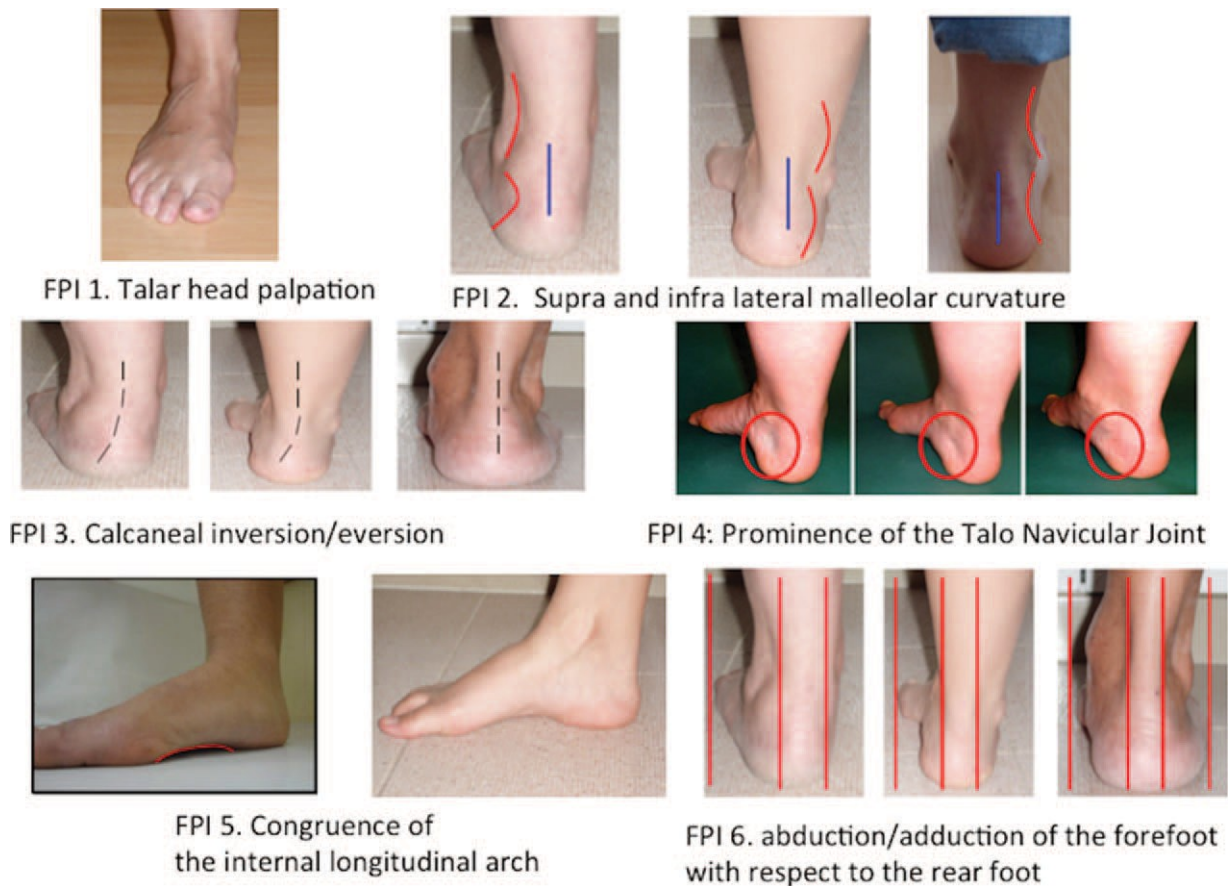 FPI 1. Talar head palpation
FPI 2. Supra and infra lateral malleolar curvature
FPI 3. Calcaneal inversion/eversion
FPI 4: Prominence of the Talo Navicular Joint
FPI 5. Congruence of
the internal longitudinal arch
FPI 6. abduction/adduction of the forefoot
with respect to the rear foot